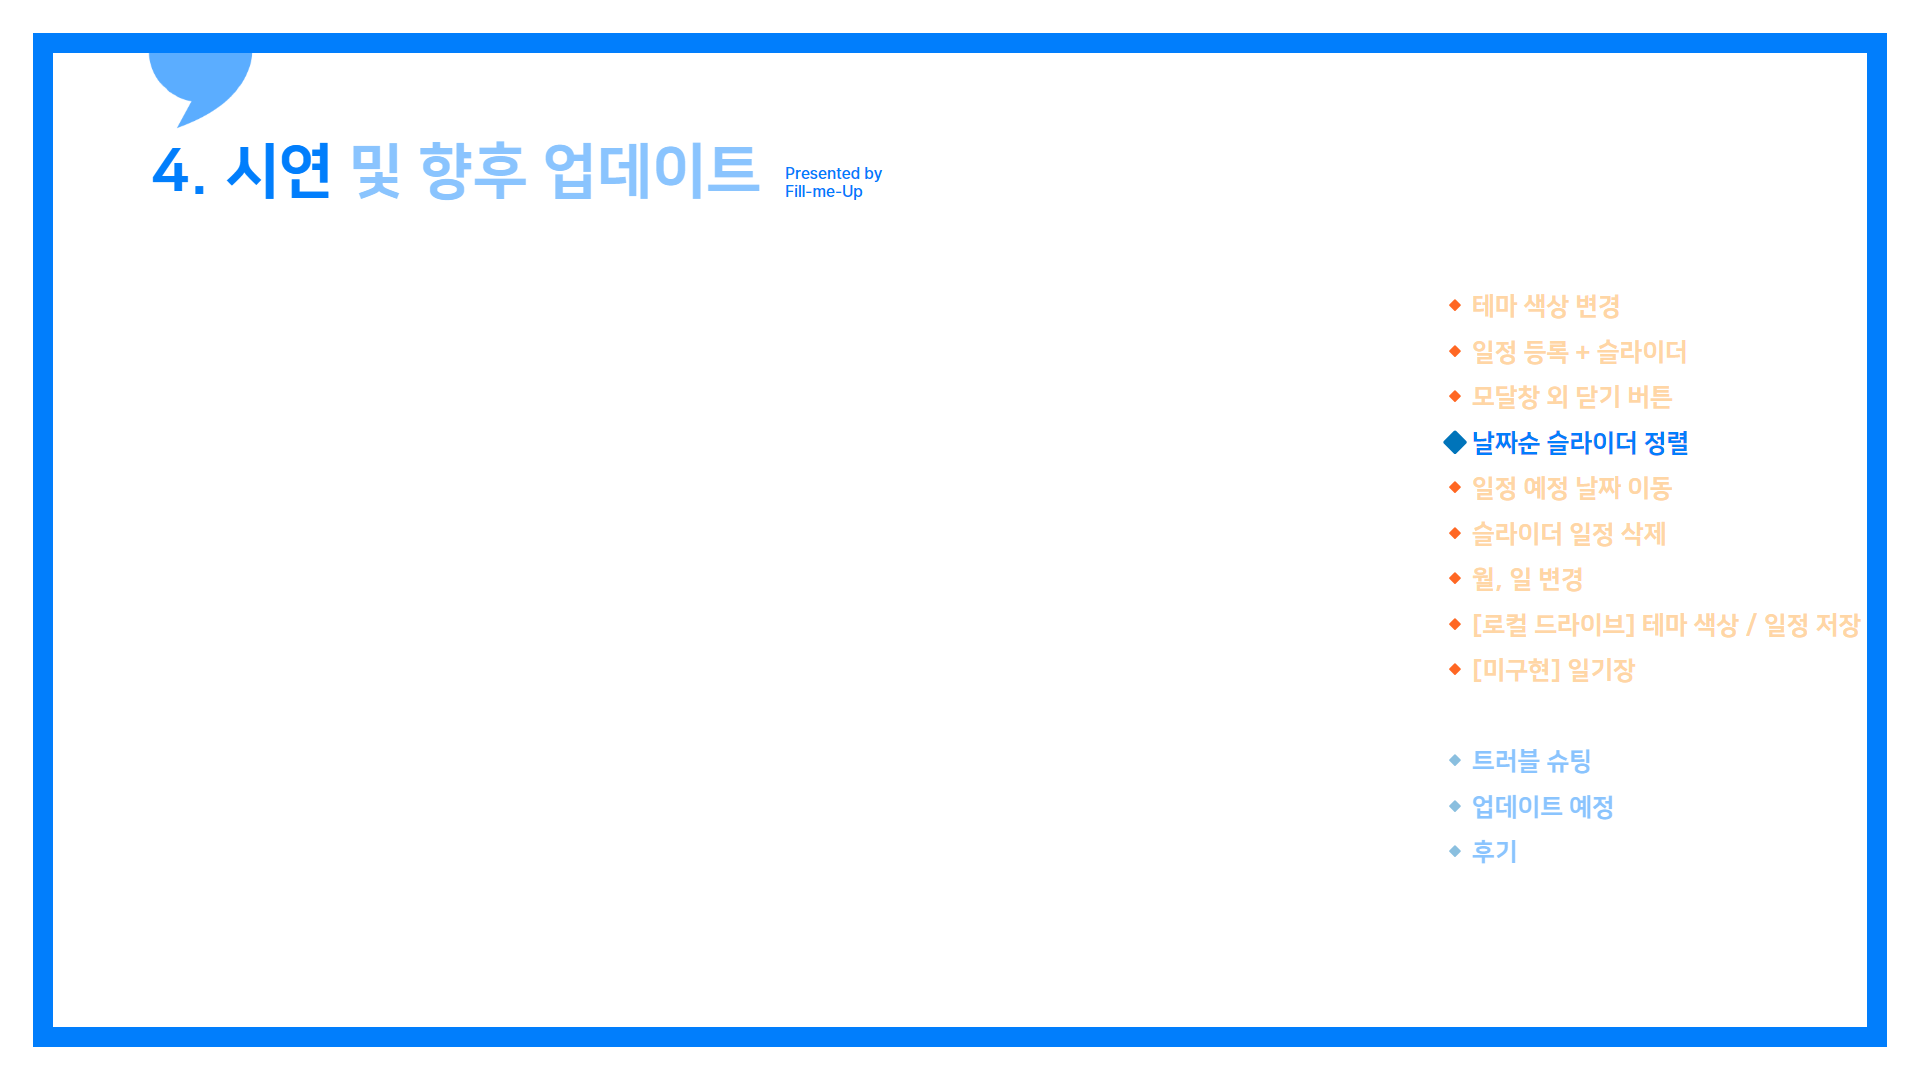 4. 시연 및 향후 업데이트
Presented by
Fill-me-Up
테마 색상 변경
일정 등록 + 슬라이더
모달창 외 닫기 버튼
날짜순 슬라이더 정렬
일정 예정 날짜 이동
슬라이더 일정 삭제
월, 일 변경
[로컬 드라이브] 테마 색상 / 일정 저장
[미구현] 일기장
트러블 슈팅
업데이트 예정
후기